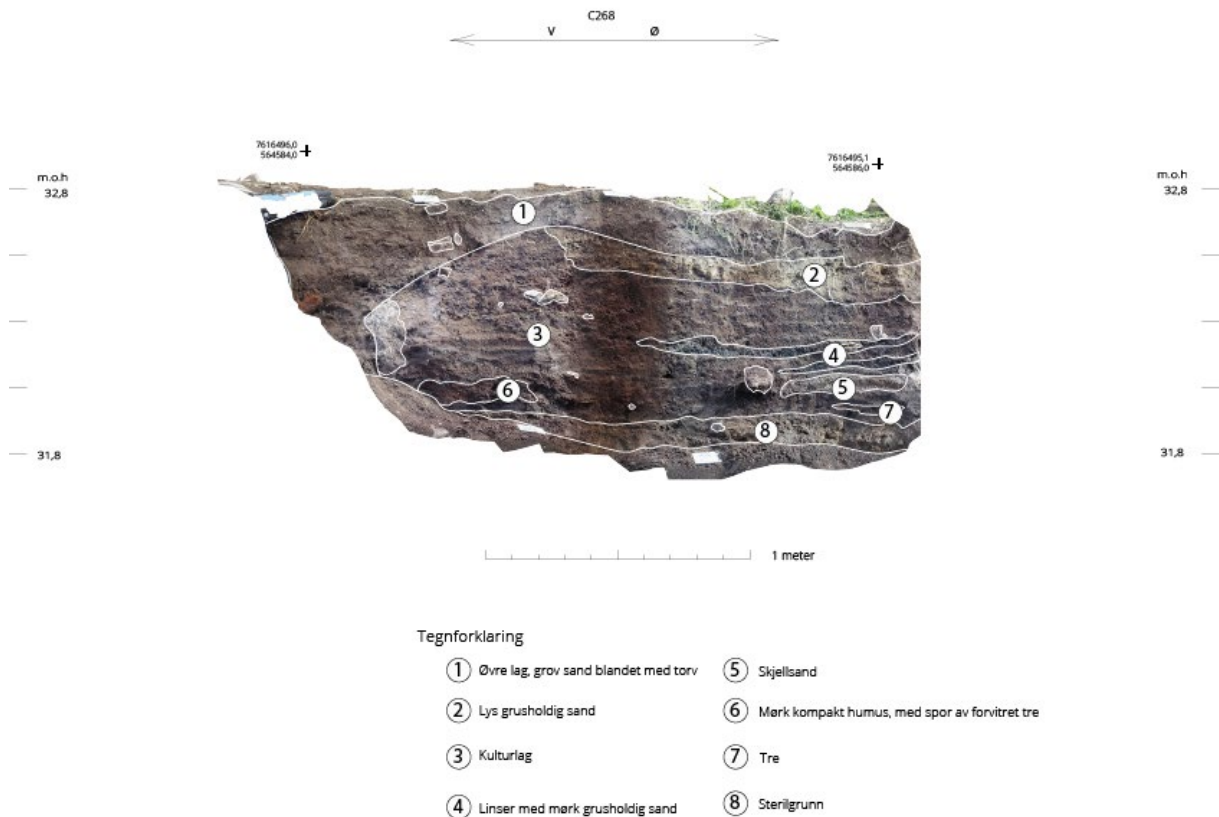 C268
V Ø
7616496,0
564584,0
7616495,1
564586,0
m.o.h
32,8
m.o.h
32,8
1
2
3
4
5
6
7
8
31,8
31,8
1 meter
Tegnforklaring
1 Øvre lag, grov sand blandet med torv
2 Lys grusholdig sand
3 Kulturlag
4 Linser med mørk grusholdig sand
5 Skjellsand
6 Mørk kompakt humus, med spor av forvitret tre
7 Tre
8 Sterilgrunn